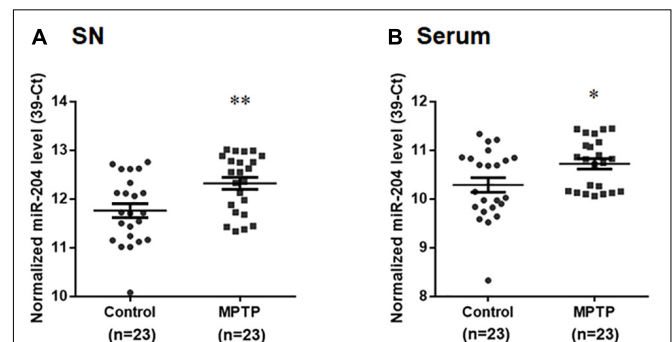 A SN
Normalized miR-204 level (39-Ct)
14
13
12
11
10
**
Control
(n=23)
MPTP
(n=23)
B Serum
Normalized miR-204 level (39-Ct)
12
11
10
9
8
*
Control
(n=23)
MPTP
(n=23)